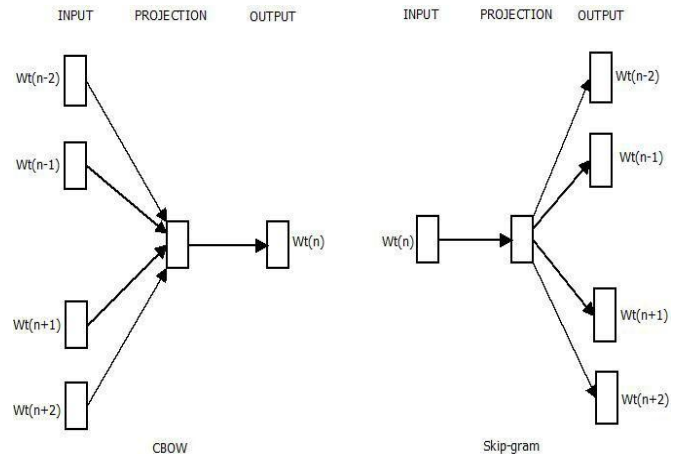 INPUT PROJECTION OUTPUT
Wt(n-2)
Wt(n-1)
Wt(n)
Wt(n+1)
Wt(n+2)
CBOW
INPUT PROJECTION OUTPUT
Wt(n-2)
Wt(n-1)
Wt(n)
Wt(n+1)
Wt(n+2)
Skip-gram